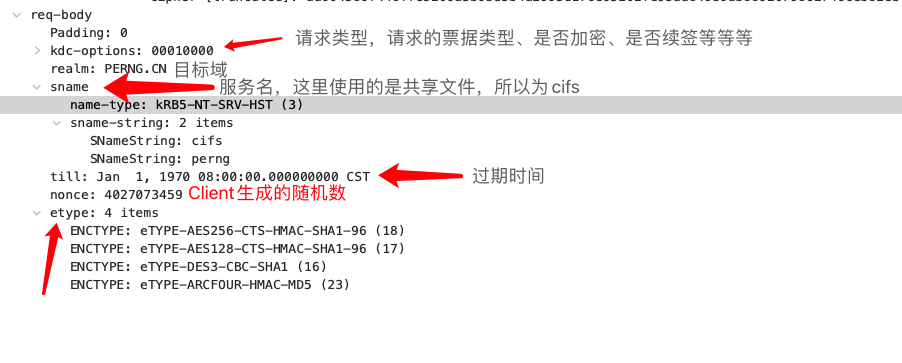 req-body
Padding: 0
kdc-options: 00010000 请求类型，请求的票据类型、是否加密、是否续签等等等
realm: PERNG.CN 目标域
sname 服务名，这里使用的是共享文件，所以为cifs
name-type: kRB5-NT-SRV-HST (3)
sname-string: 2 items
SNameString: cifs
SNameString: perng
till: Jan  1, 1970 08:00:00.000000000 CST 过期时间
nonce: 4027073459 Client生成的随机数
etype: 4 items
ENCTYPE: eTYPE-AES256-CTS-HMAC-SHA1-96 (18)
ENCTYPE: eTYPE-AES128-CTS-HMAC-SHA1-96 (17)
ENCTYPE: eTYPE-DES3-CBC-SHA1 (16)
ENCTYPE: eTYPE-ARCFOUR-HMAC-MD5 (23)